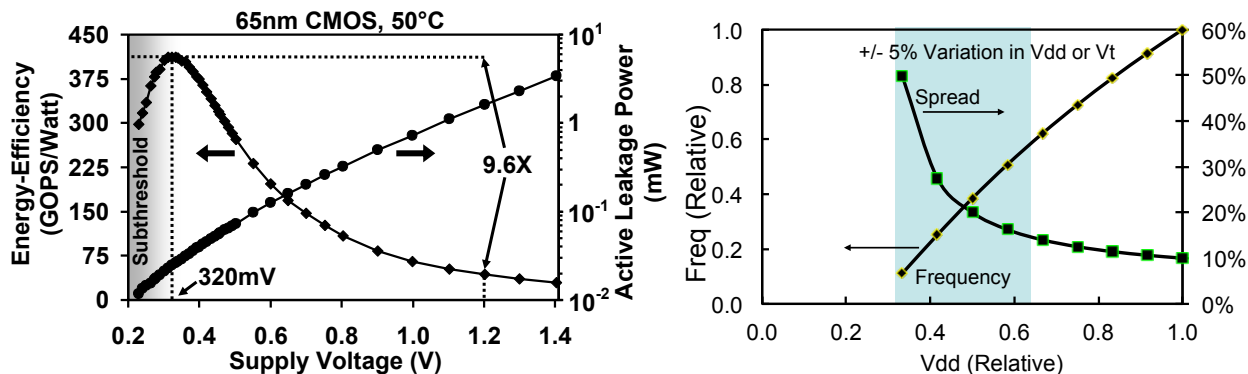 65nm CMOS, 50°C
Energy-Efficiency
(GOPS/Watt)
450
375
300
225
150
75
0
Subthreshold
320mV
9.6X
10¹
1
10⁻¹
10⁻²
Active Leakage Power
(mW)
0.2 0.4 0.6 0.8 1.0 1.2 1.4
Supply Voltage (V)
Freq (Relative)
1.0
0.8
0.6
0.4
0.2
0.0
+/- 5% Variation in Vdd or Vt
Spread
Frequency
60%
50%
40%
30%
20%
10%
0%
0.0 0.2 0.4 0.6 0.8 1.0
Vdd (Relative)